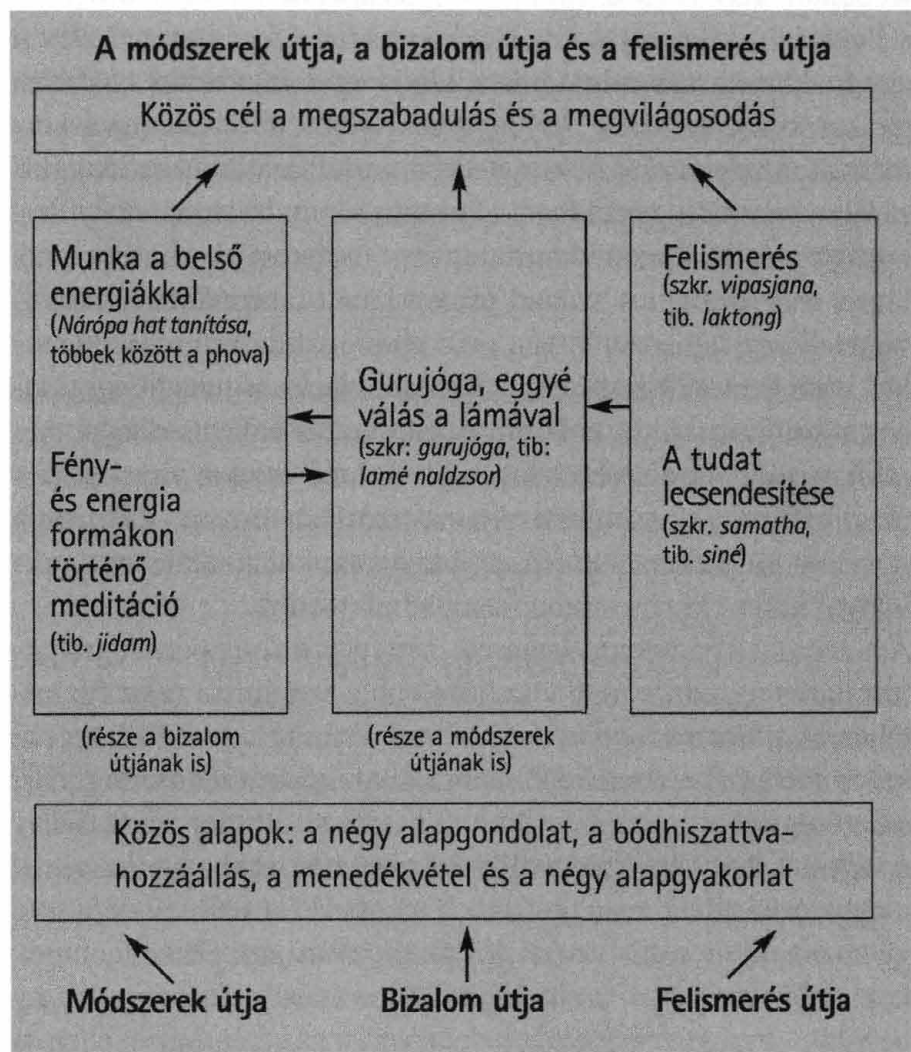 A módszerek útja, a bizalom útja és a felismerés útja
Közös cél a megszabadulás és a megvilágosodás
Munka a belső
energiákkal
(Nárópa hat tanítása,
többek között a phova)
Fény-
és energia
formákon
történő
meditáció
(tib. jidam)
Gurujóga, eggyé
válás a lámával
(szkr: gurujóga, tib:
lamé naldzsor)
Felismerés
(szkr. vipasjana,
tib. laktong)
A tudat
lecsendesítése
(szkr. samatha,
tib. siné)
(része a bizalom
útjának is)
(része a módszerek
útjának is)
Közös alapok: a négy alapgondolat, a bódhiszattva-
hozzáállás, a menedékvétel és a négy alapgyakorlat
Módszerek útja
Bizalom útja
Felismerés útja